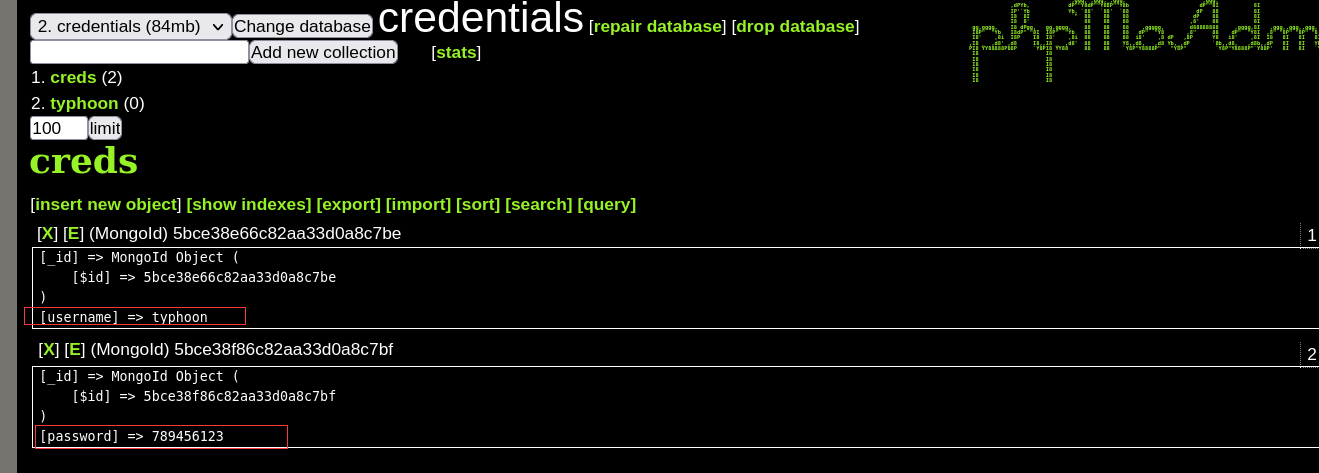 2. credentials (84mb) Change database credentials [repair database] [drop database]
Add new collection [stats]
1. creds (2)
2. typhoon (0)
100 limit
creds
[insert new object] [show indexes] [export] [import] [sort] [search] [query]
[X] [E] (MongoId) 5bce38e66c82aa33d0a8c7be
1
[_id] => MongoId Object (
[$id] => 5bce38e66c82aa33d0a8c7be
)
[username] => typhoon
[X] [E] (MongoId) 5bce38f86c82aa33d0a8c7bf
2
[_id] => MongoId Object (
[$id] => 5bce38f86c82aa33d0a8c7bf
)
[password] => 789456123